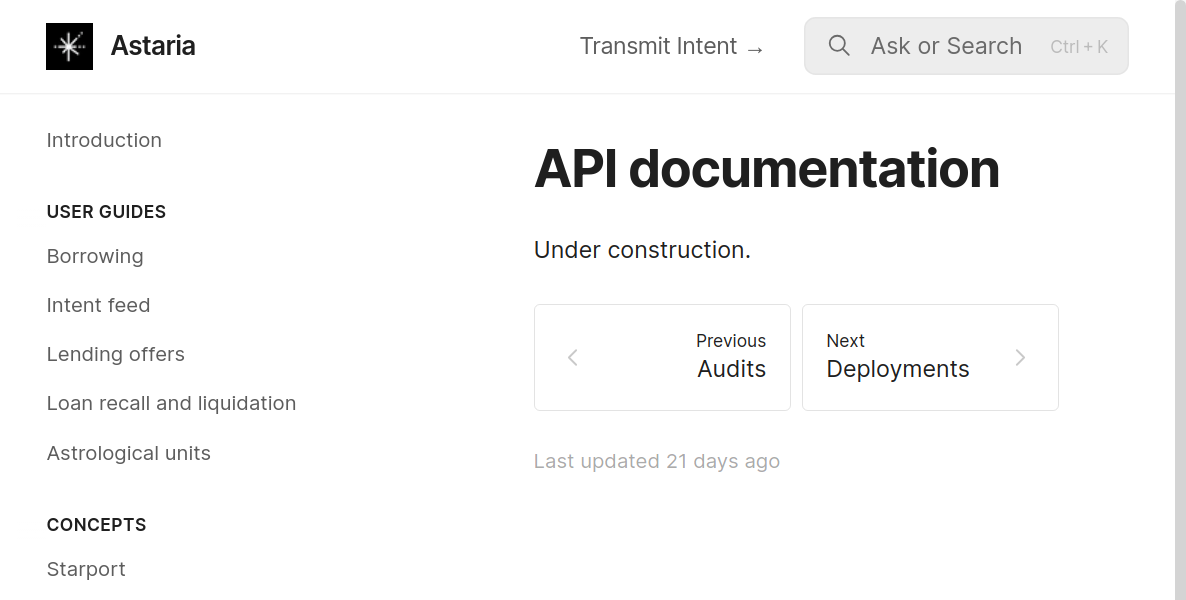 Astaria
Transmit Intent →
Ask or Search
Ctrl + K
Introduction
USER GUIDES
Borrowing
Intent feed
Lending offers
Loan recall and liquidation
Astrological units
CONCEPTS
Starport
API documentation
Under construction.
Previous
Audits
Next
Deployments
Last updated 21 days ago